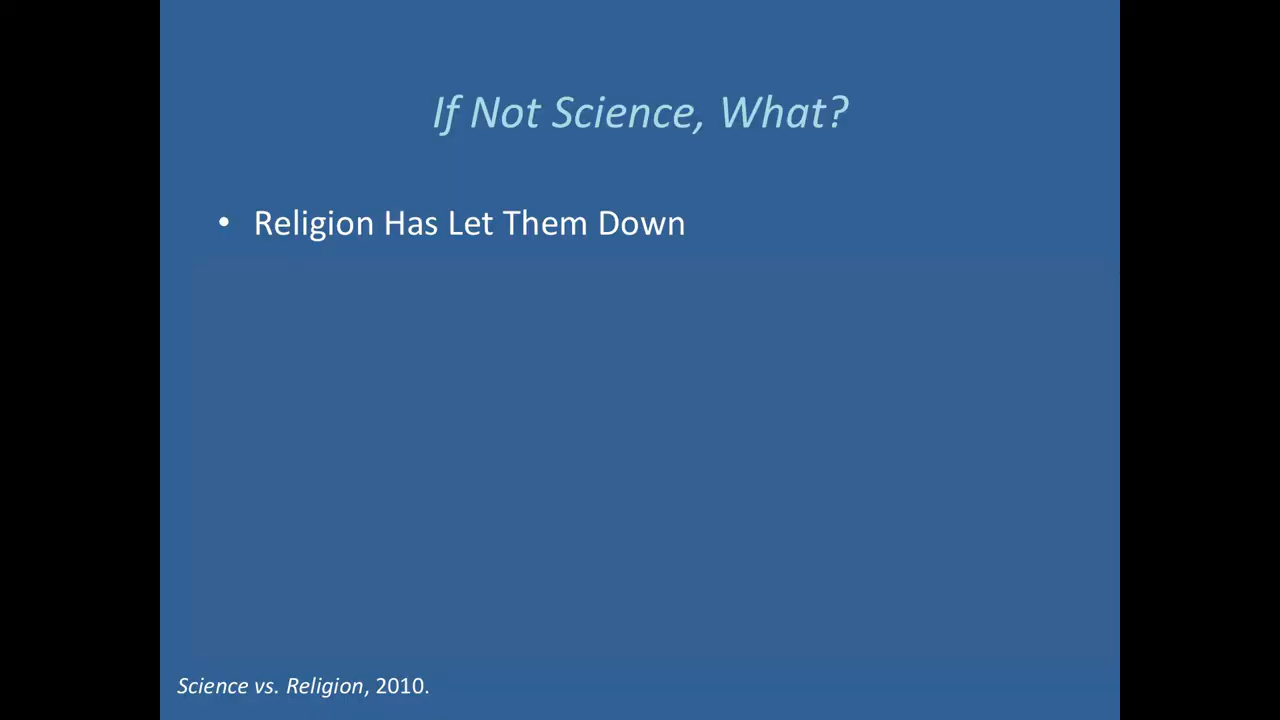 If Not Science, What?
• Religion Has Let Them Down
Science vs. Religion, 2010.